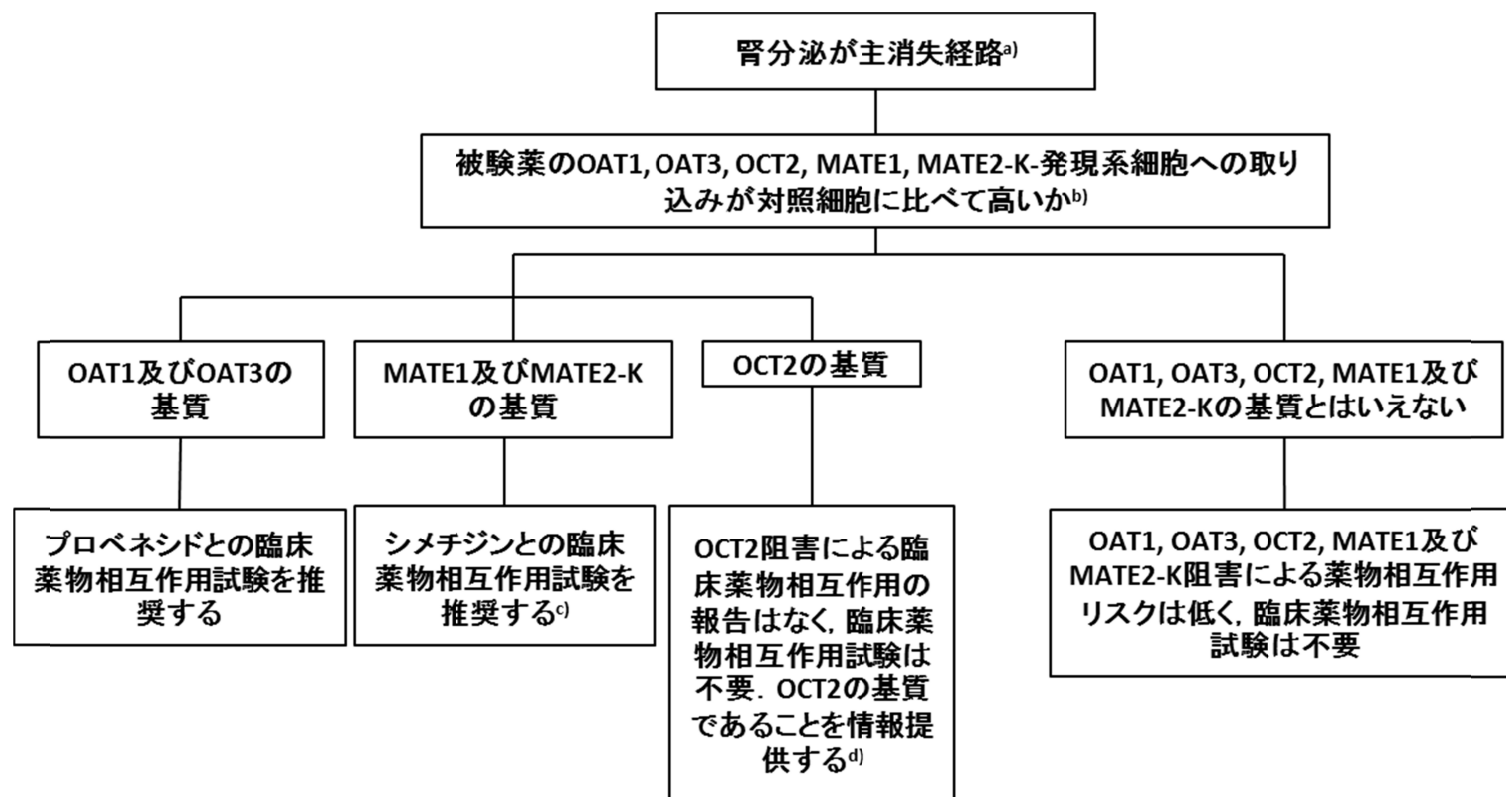 腎分泌が主消失経路a)
被験薬のOAT1, OAT3, OCT2, MATE1, MATE2-K-発現系細胞への取り
込みが対照細胞に比べて高いかb)
OAT1及びOAT3の
基質
MATE1及びMATE2-K
の基質
OCT2の基質
OAT1, OAT3, OCT2, MATE1及び
MATE2-Kの基質とはいえない
プロベネシドとの臨床
薬物相互作用試験を推
奨する
シメチジンとの臨床
薬物相互作用試験を
推奨するc)
OCT2阻害による臨
床薬物相互作用の
報告はなく, 臨床薬
物相互作用試験は
不要. OCT2の基質
であることを情報提
供するd)
OAT1, OAT3, OCT2, MATE1及び
MATE2-K阻害による薬物相互作用
リスクは低く, 臨床薬物相互作用
試験は不要